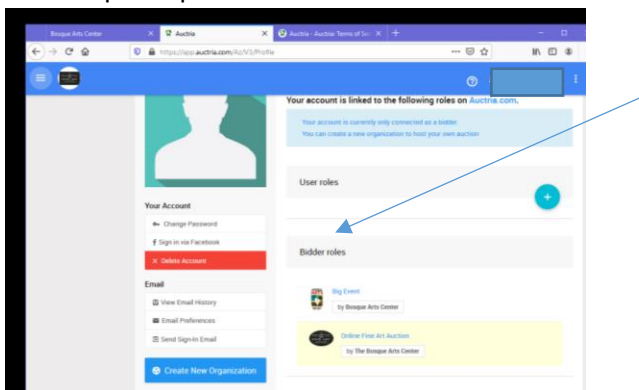 Bosque Arts Center
Auctria
Auctria - Auctria Terms of Ser
https://app.auctria.com/Az/V3/Profile
Your account is linked to the following roles on Auctria.com.
Your account is currently only connected as a bidder.
You can create a new organization to host your own auction
User roles
Your Account
Change Password
Sign in via Facebook
Delete Account
Bidder roles
Email
View Email History
Email Preferences
Send Sign-In Email
Create New Organization
Big Event
by Bosque Arts Center
Online Fine Art Auction
by The Bosque Arts Center